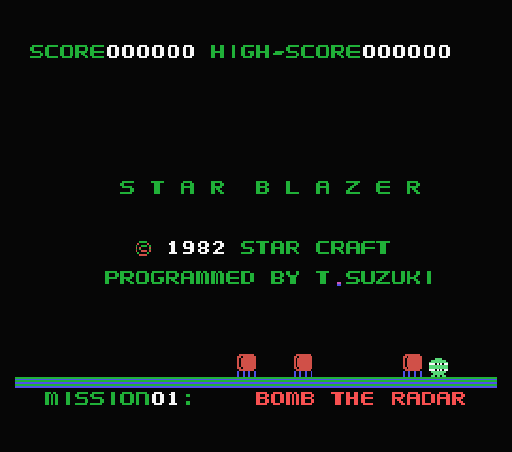 SCORE000000 HIGH-SCORE000000
STAR BLAZER
© 1982 STAR CRAFT
PROGRAMMED BY T.SUZUKI
MISSION01: BOMB THE RADAR